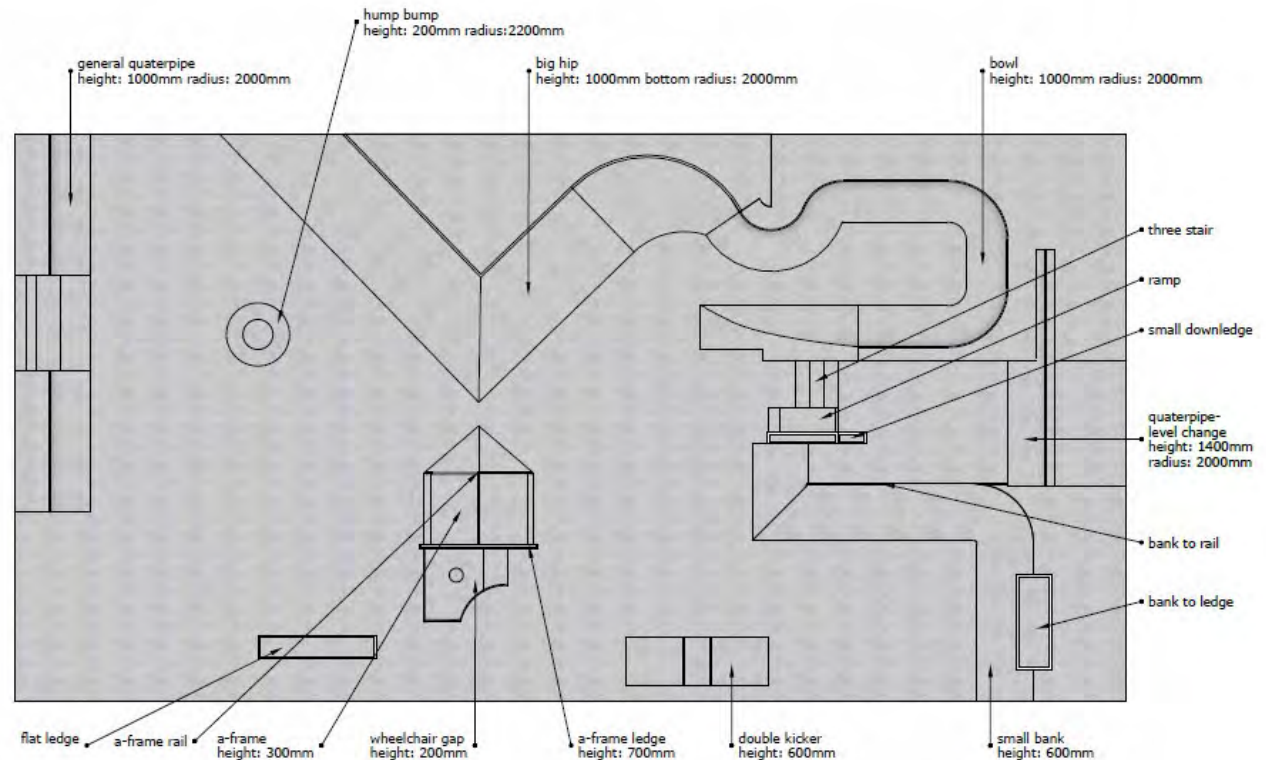 hump bump
height: 200mm radius:2200mm
general quaterpipe
height: 1000mm radius: 2000mm
big hip
height: 1000mm bottom radius: 2000mm
bowl
height: 1000mm radius: 2000mm
three stair
ramp
small downledge
quaterpipe-
level change
height: 1400mm
radius: 2000mm
bank to rail
bank to ledge
flat ledge
a-frame rail
a-frame
height: 300mm
wheelchair gap
height: 200mm
a-frame ledge
height: 700mm
double kicker
height: 600mm
small bank
height: 600mm